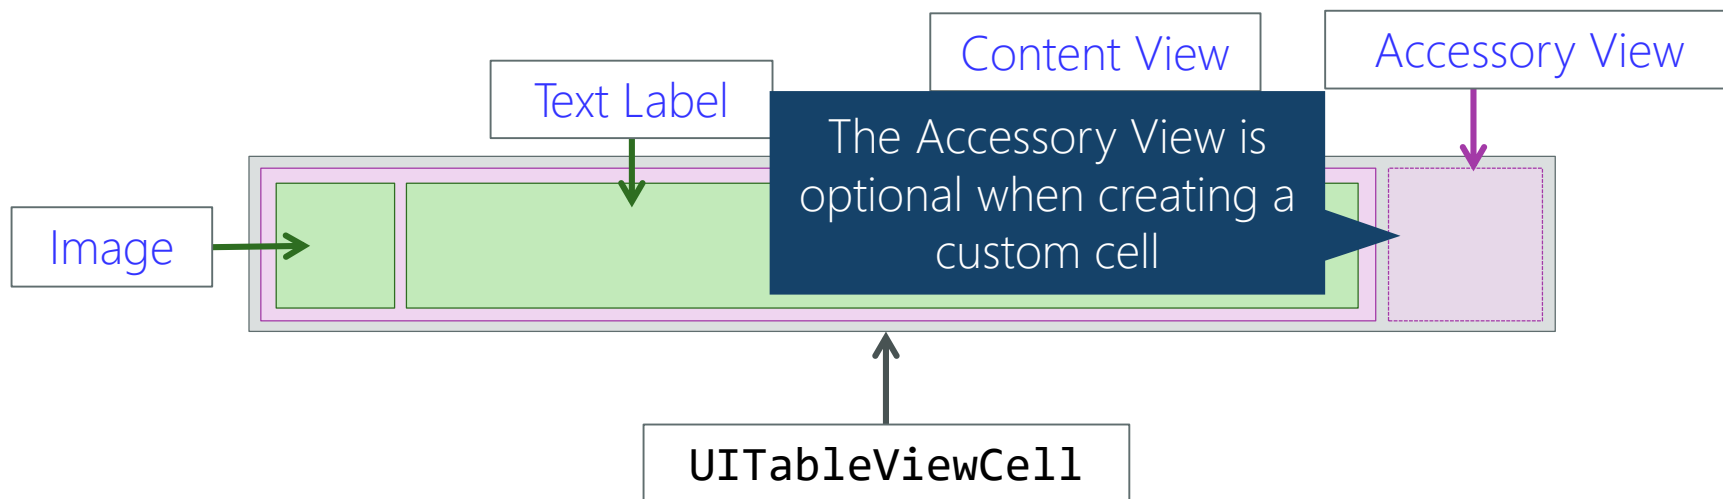 Content View
Accessory View
Text Label
The Accessory View is
optional when creating a
custom cell
Image
UITableViewCell